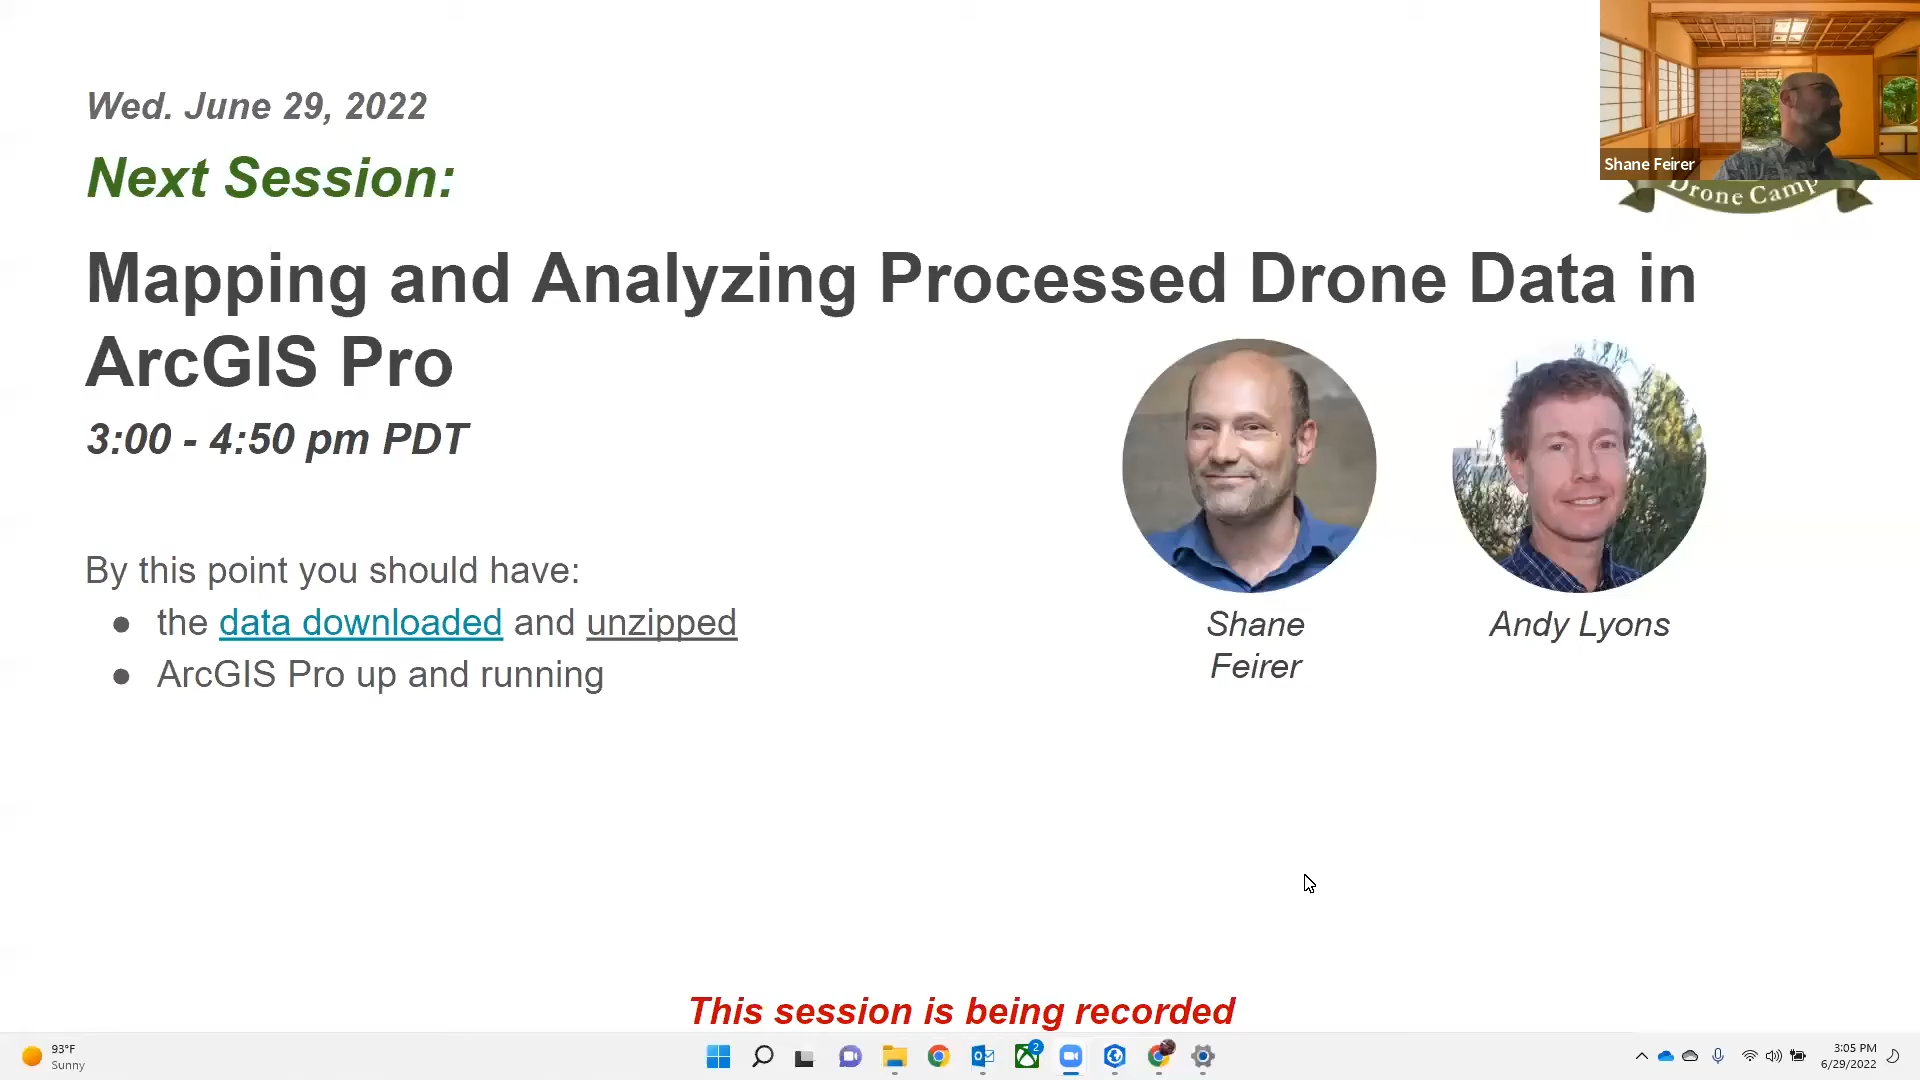 Wed. June 29, 2022
Shane Feirer
Next Session:
Drone Camp
Mapping and Analyzing Processed Drone Data in
ArcGIS Pro
3:00 - 4:50 pm PDT
By this point you should have:
● the data downloaded and unzipped
● ArcGIS Pro up and running
Shane
Feirer
Andy Lyons
This session is being recorded
93°F
Sunny
2
3:05 PM
6/29/2022